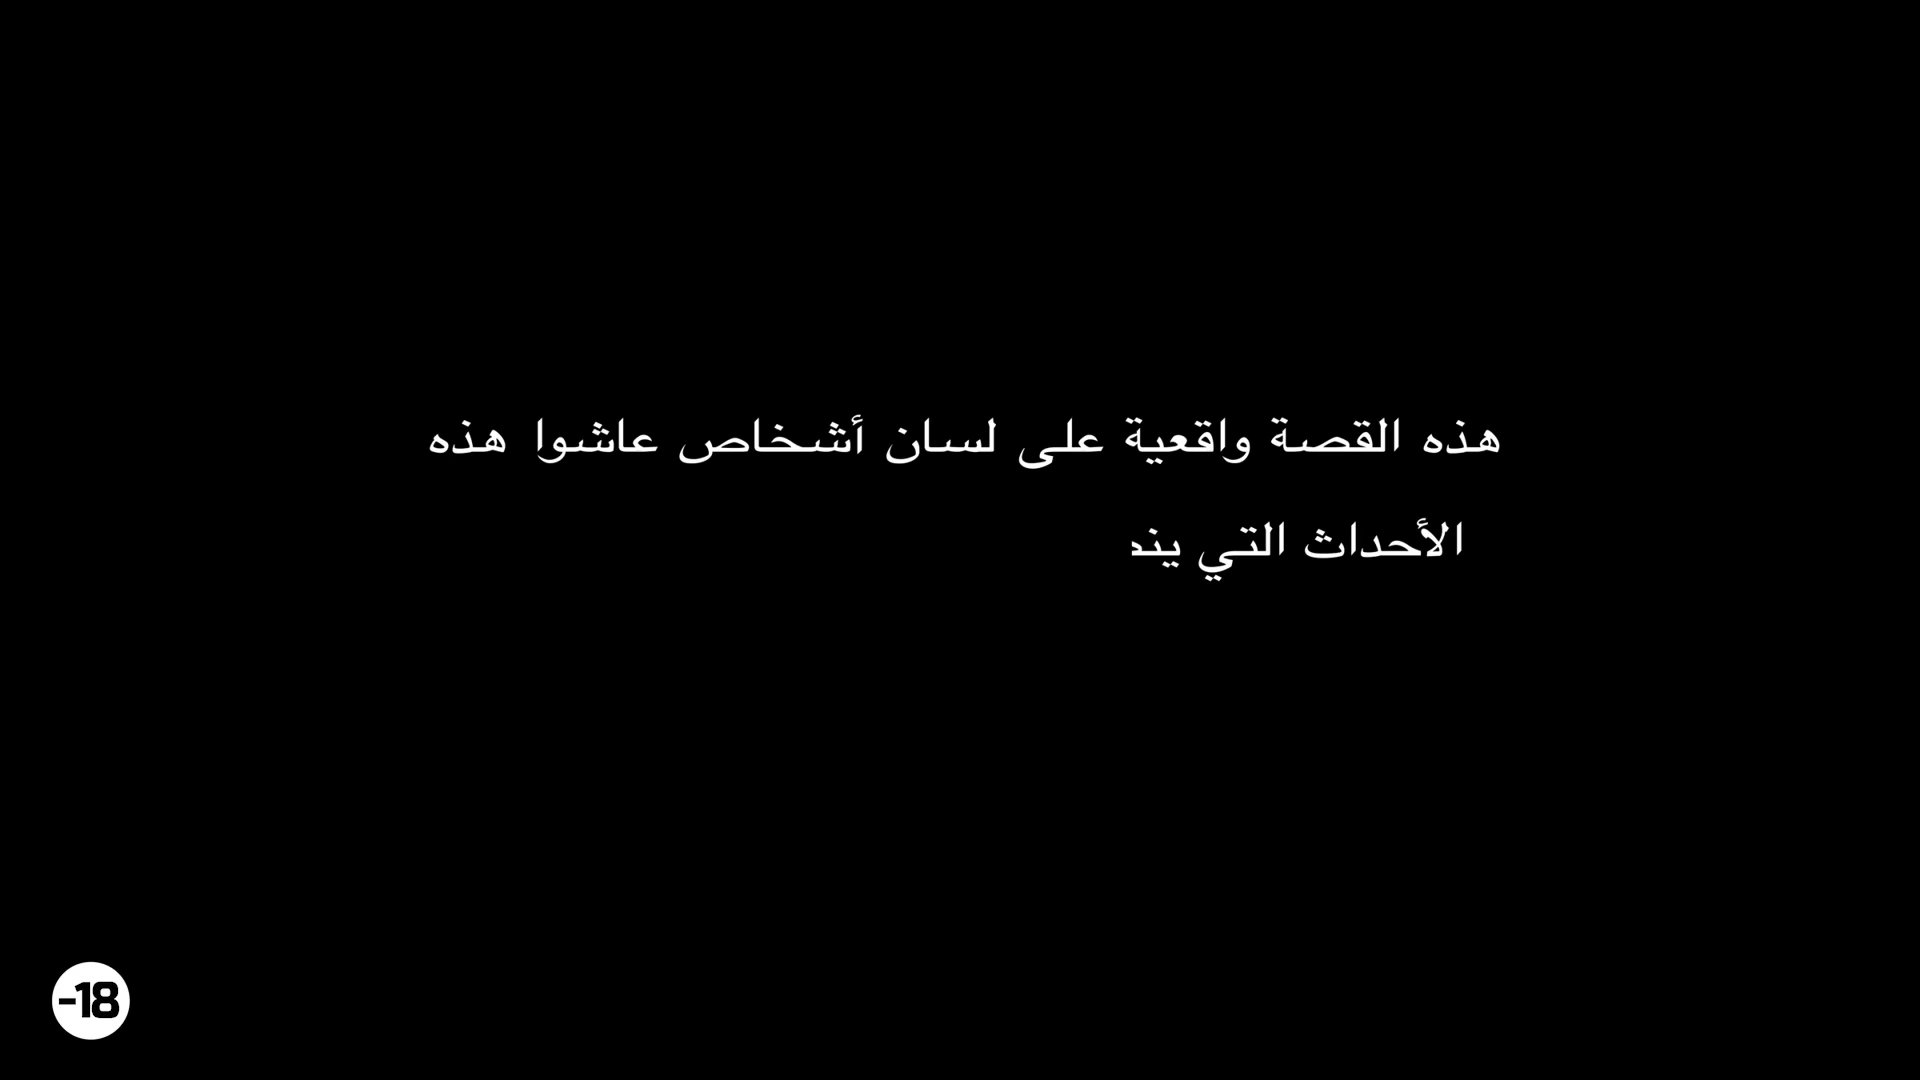 هذه القصة واقعية على لسان أشخاص عاشوا هذه
الأحداث التي
-18